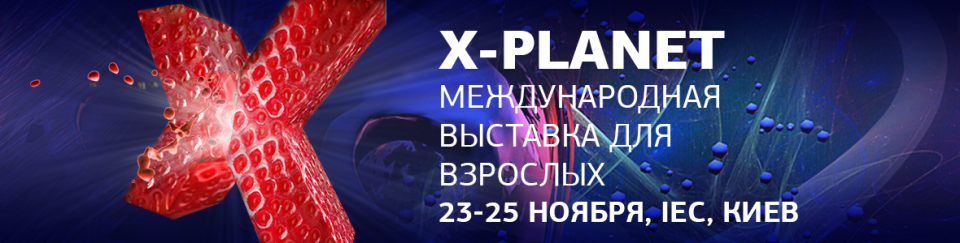 X-PLANET
МЕЖДУНАРОДНАЯ
ВЫСТАВКА ДЛЯ
ВЗРОСЛЫХ
23-25 НОЯБРЯ, IEC, КИЕВ